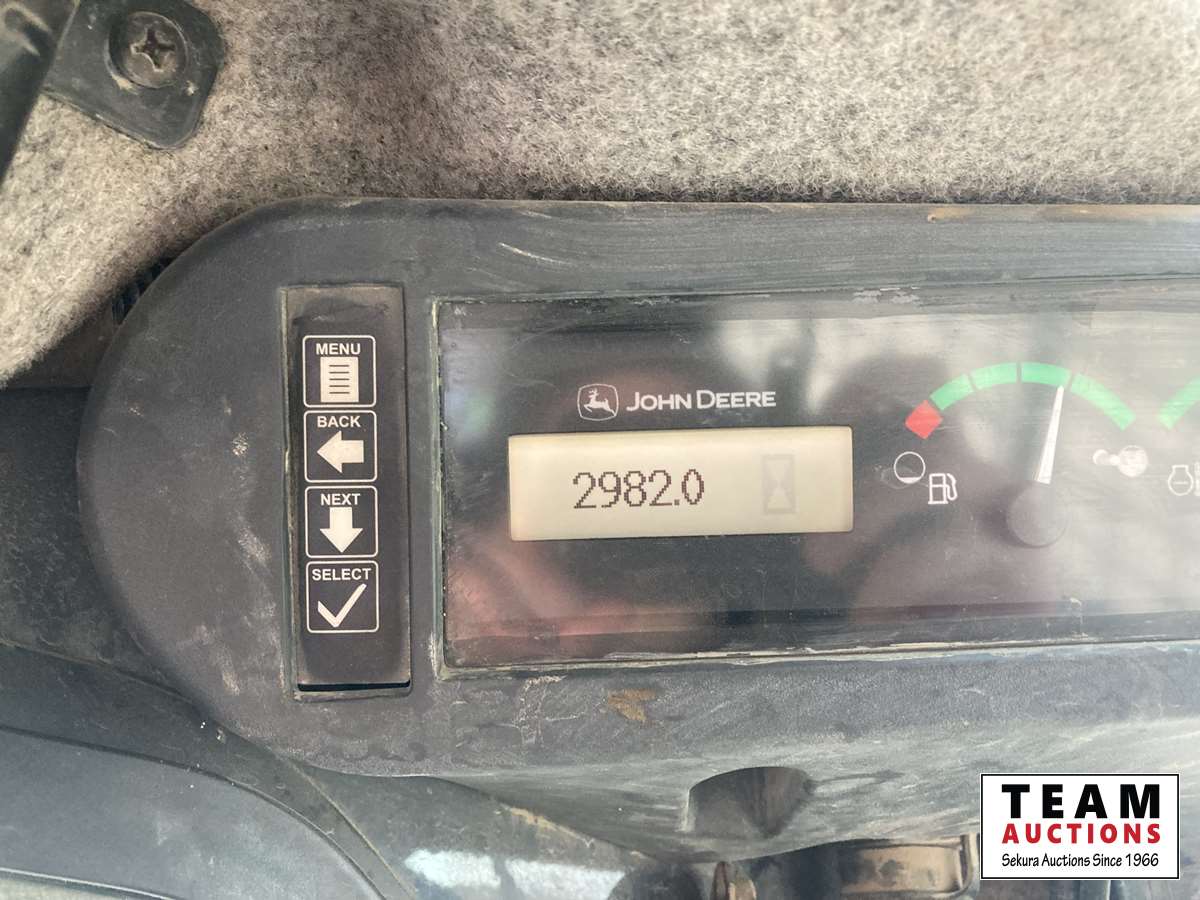 MENU
BACK
NEXT
SELECT
JOHN DEERE
2982.0
TEAM
AUCTIONS
Sekura Auctions Since 1966